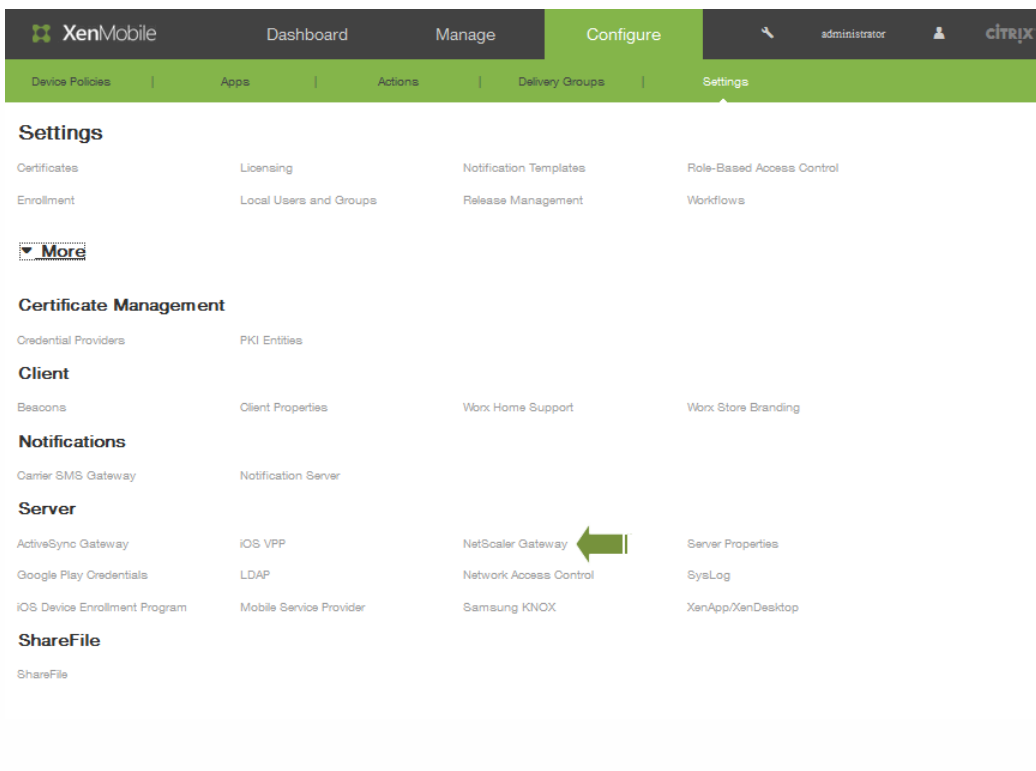 XenMobile Dashboard Manage Configure administrator CİTRIX
Device Policies | Apps | Actions | Delivery Groups | Settings
Settings
Certificates Licensing Notification Templates Role-Based Access Control
Enrollment Local Users and Groups Release Management Workflows
More
Certificate Management
Credential Providers PKI Entities
Client
Beacons Client Properties Worx Home Support Worx Store Branding
Notifications
Carrier SMS Gateway Notification Server
Server
ActiveSync Gateway iOS VPP NetScaler Gateway Server Properties
Google Play Credentials LDAP Network Access Control SysLog
iOS Device Enrollment Program Mobile Service Provider Samsung KNOX XenApp/XenDesktop
ShareFile
ShareFile